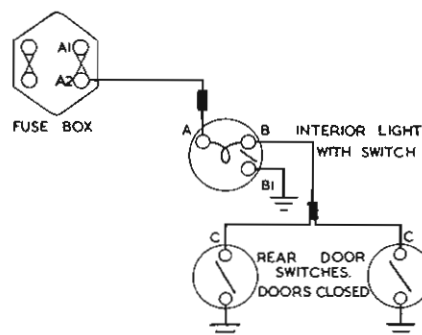 A1
A2
FUSE BOX
A
B
INTERIOR LIGHT
WITH SWITCH
B1
C
REAR DOOR
SWITCHES.
DOORS CLOSED
C